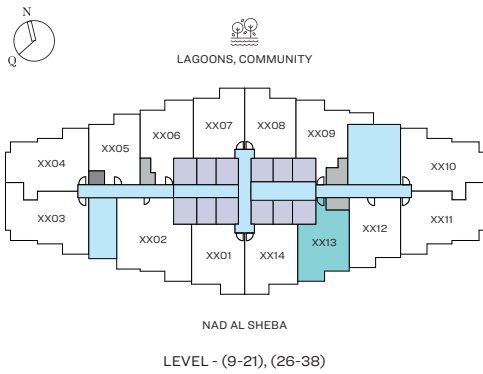 N
Q
LAGOONS, COMMUNITY
XX07 XX08
XX06 XX09
XX05
XX04 XX10
XX03 XX11
XX02 XX12
XX01 XX14 XX13
NAD AL SHEBA
LEVEL - (9-21), (26-38)